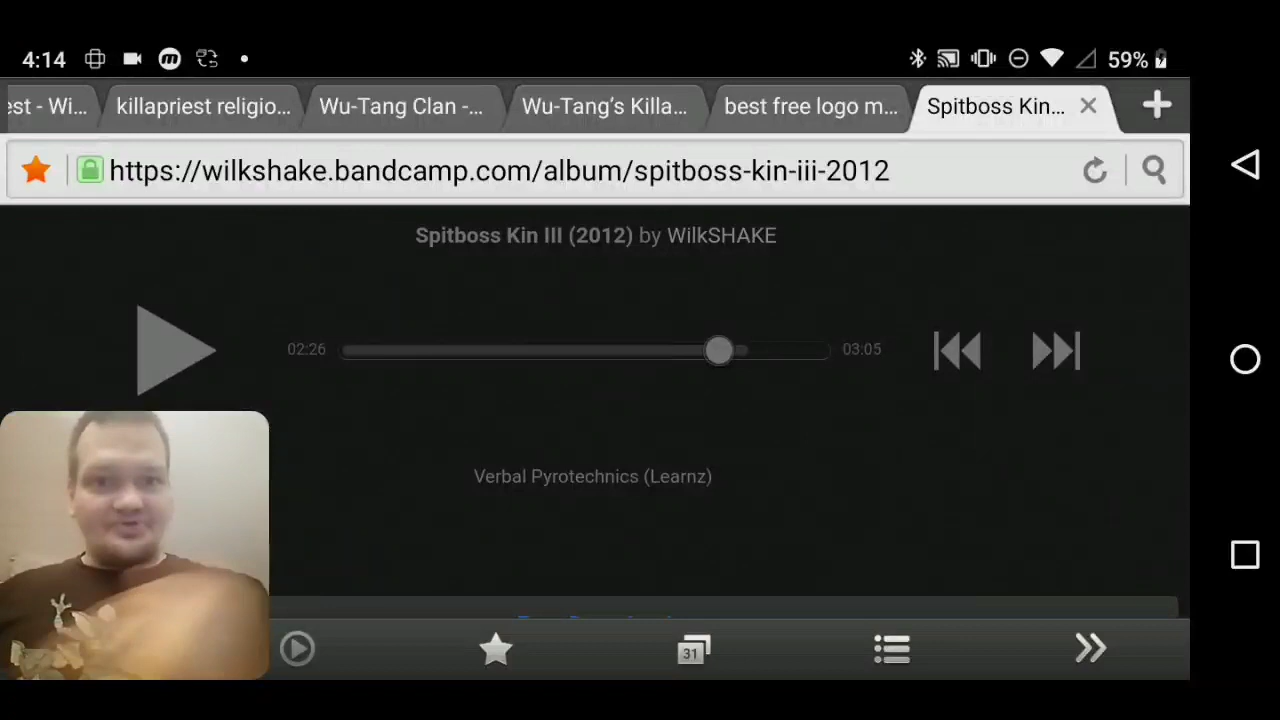 4:14
59%
est - Wi...
killapriest religio...
Wu-Tang Clan -...
Wu-Tang’s Killa...
best free logo m...
Spitboss Kin...
https://wilkshake.bandcamp.com/album/spitboss-kin-iii-2012
Spitboss Kin III (2012) by WilkSHAKE
02:26
03:05
Verbal Pyrotechnics (Learnz)
31